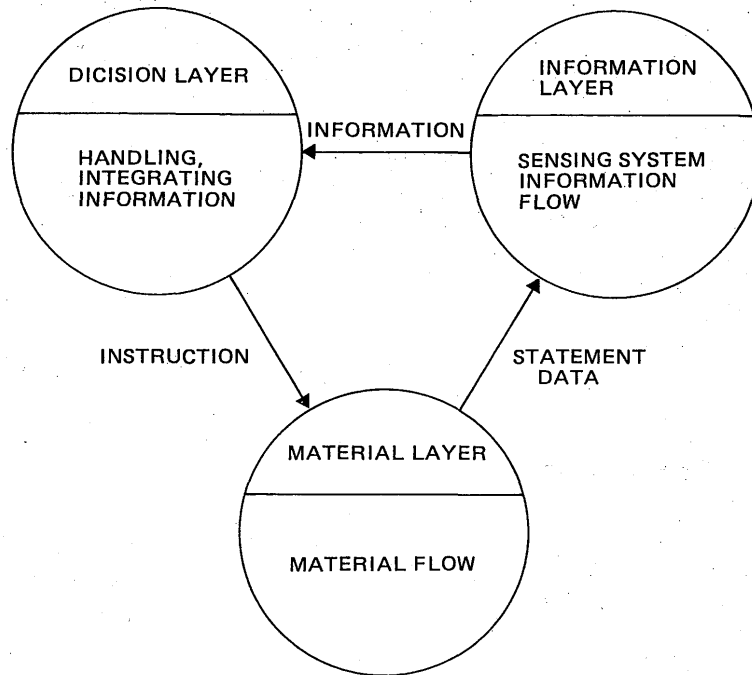 DICISION LAYER
HANDLING,
INTEGRATING
INFORMATION
INFORMATION
INFORMATION
LAYER
SENSING SYSTEM
INFORMATION
FLOW
INSTRUCTION
STATEMENT
DATA
MATERIAL LAYER
MATERIAL FLOW